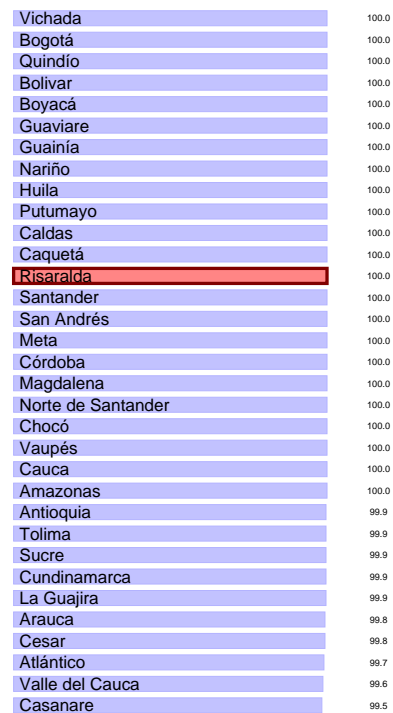 Vichada 100.0
Bogotá 100.0
Quindío 100.0
Bolivar 100.0
Boyacá 100.0
Guaviare 100.0
Guainía 100.0
Nariño 100.0
Huila 100.0
Putumayo 100.0
Caldas 100.0
Caquetá 100.0
Risaralda 100.0
Santander 100.0
San Andrés 100.0
Meta 100.0
Córdoba 100.0
Magdalena 100.0
Norte de Santander 100.0
Chocó 100.0
Vaupés 100.0
Cauca 100.0
Amazonas 100.0
Antioquia 99.9
Tolima 99.9
Sucre 99.9
Cundinamarca 99.9
La Guajira 99.9
Arauca 99.8
Cesar 99.8
Atlántico 99.7
Valle del Cauca 99.6
Casanare 99.5